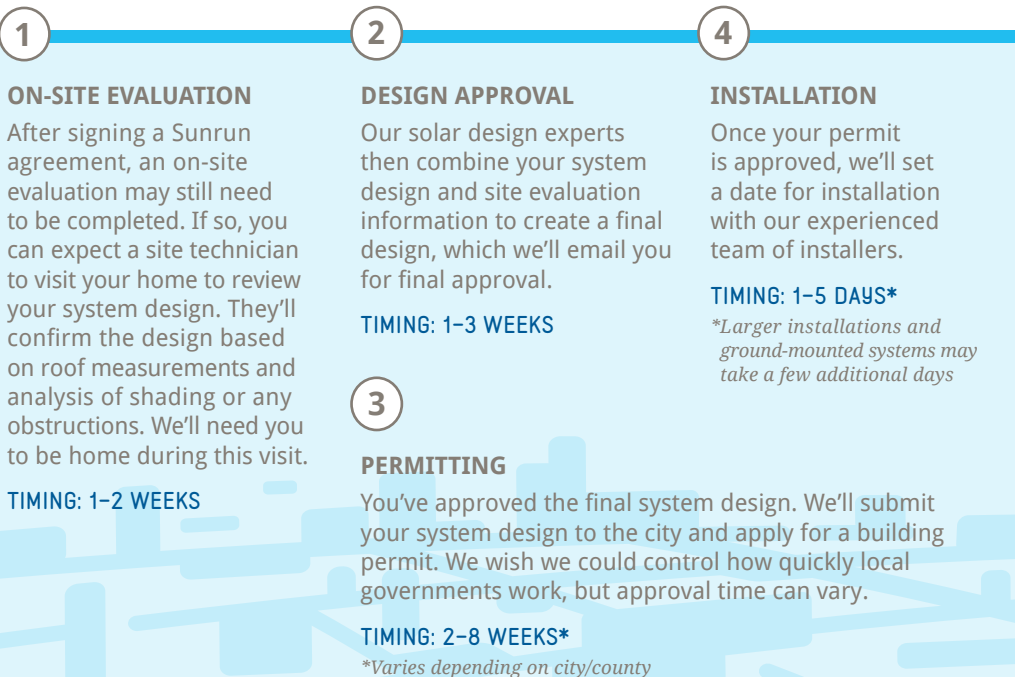 1
ON-SITE EVALUATION
After signing a Sunrun
agreement, an on-site
evaluation may still need
to be completed. If so, you
can expect a site technician
to visit your home to review
your system design. They’ll
confirm the design based
on roof measurements and
analysis of shading or any
obstructions. We’ll need you
to be home during this visit.
TIMING: 1–2 WEEKS
2
DESIGN APPROVAL
Our solar design experts
then combine your system
design and site evaluation
information to create a final
design, which we’ll email you
for final approval.
TIMING: 1–3 WEEKS
3
PERMITTING
You’ve approved the final system design. We’ll submit
your system design to the city and apply for a building
permit. We wish we could control how quickly local
governments work, but approval time can vary.
TIMING: 2–8 WEEKS*
*Varies depending on city/county
4
INSTALLATION
Once your permit
is approved, we’ll set
a date for installation
with our experienced
team of installers.
TIMING: 1–5 DAYS*
*Larger installations and
ground-mounted systems may
take a few additional days